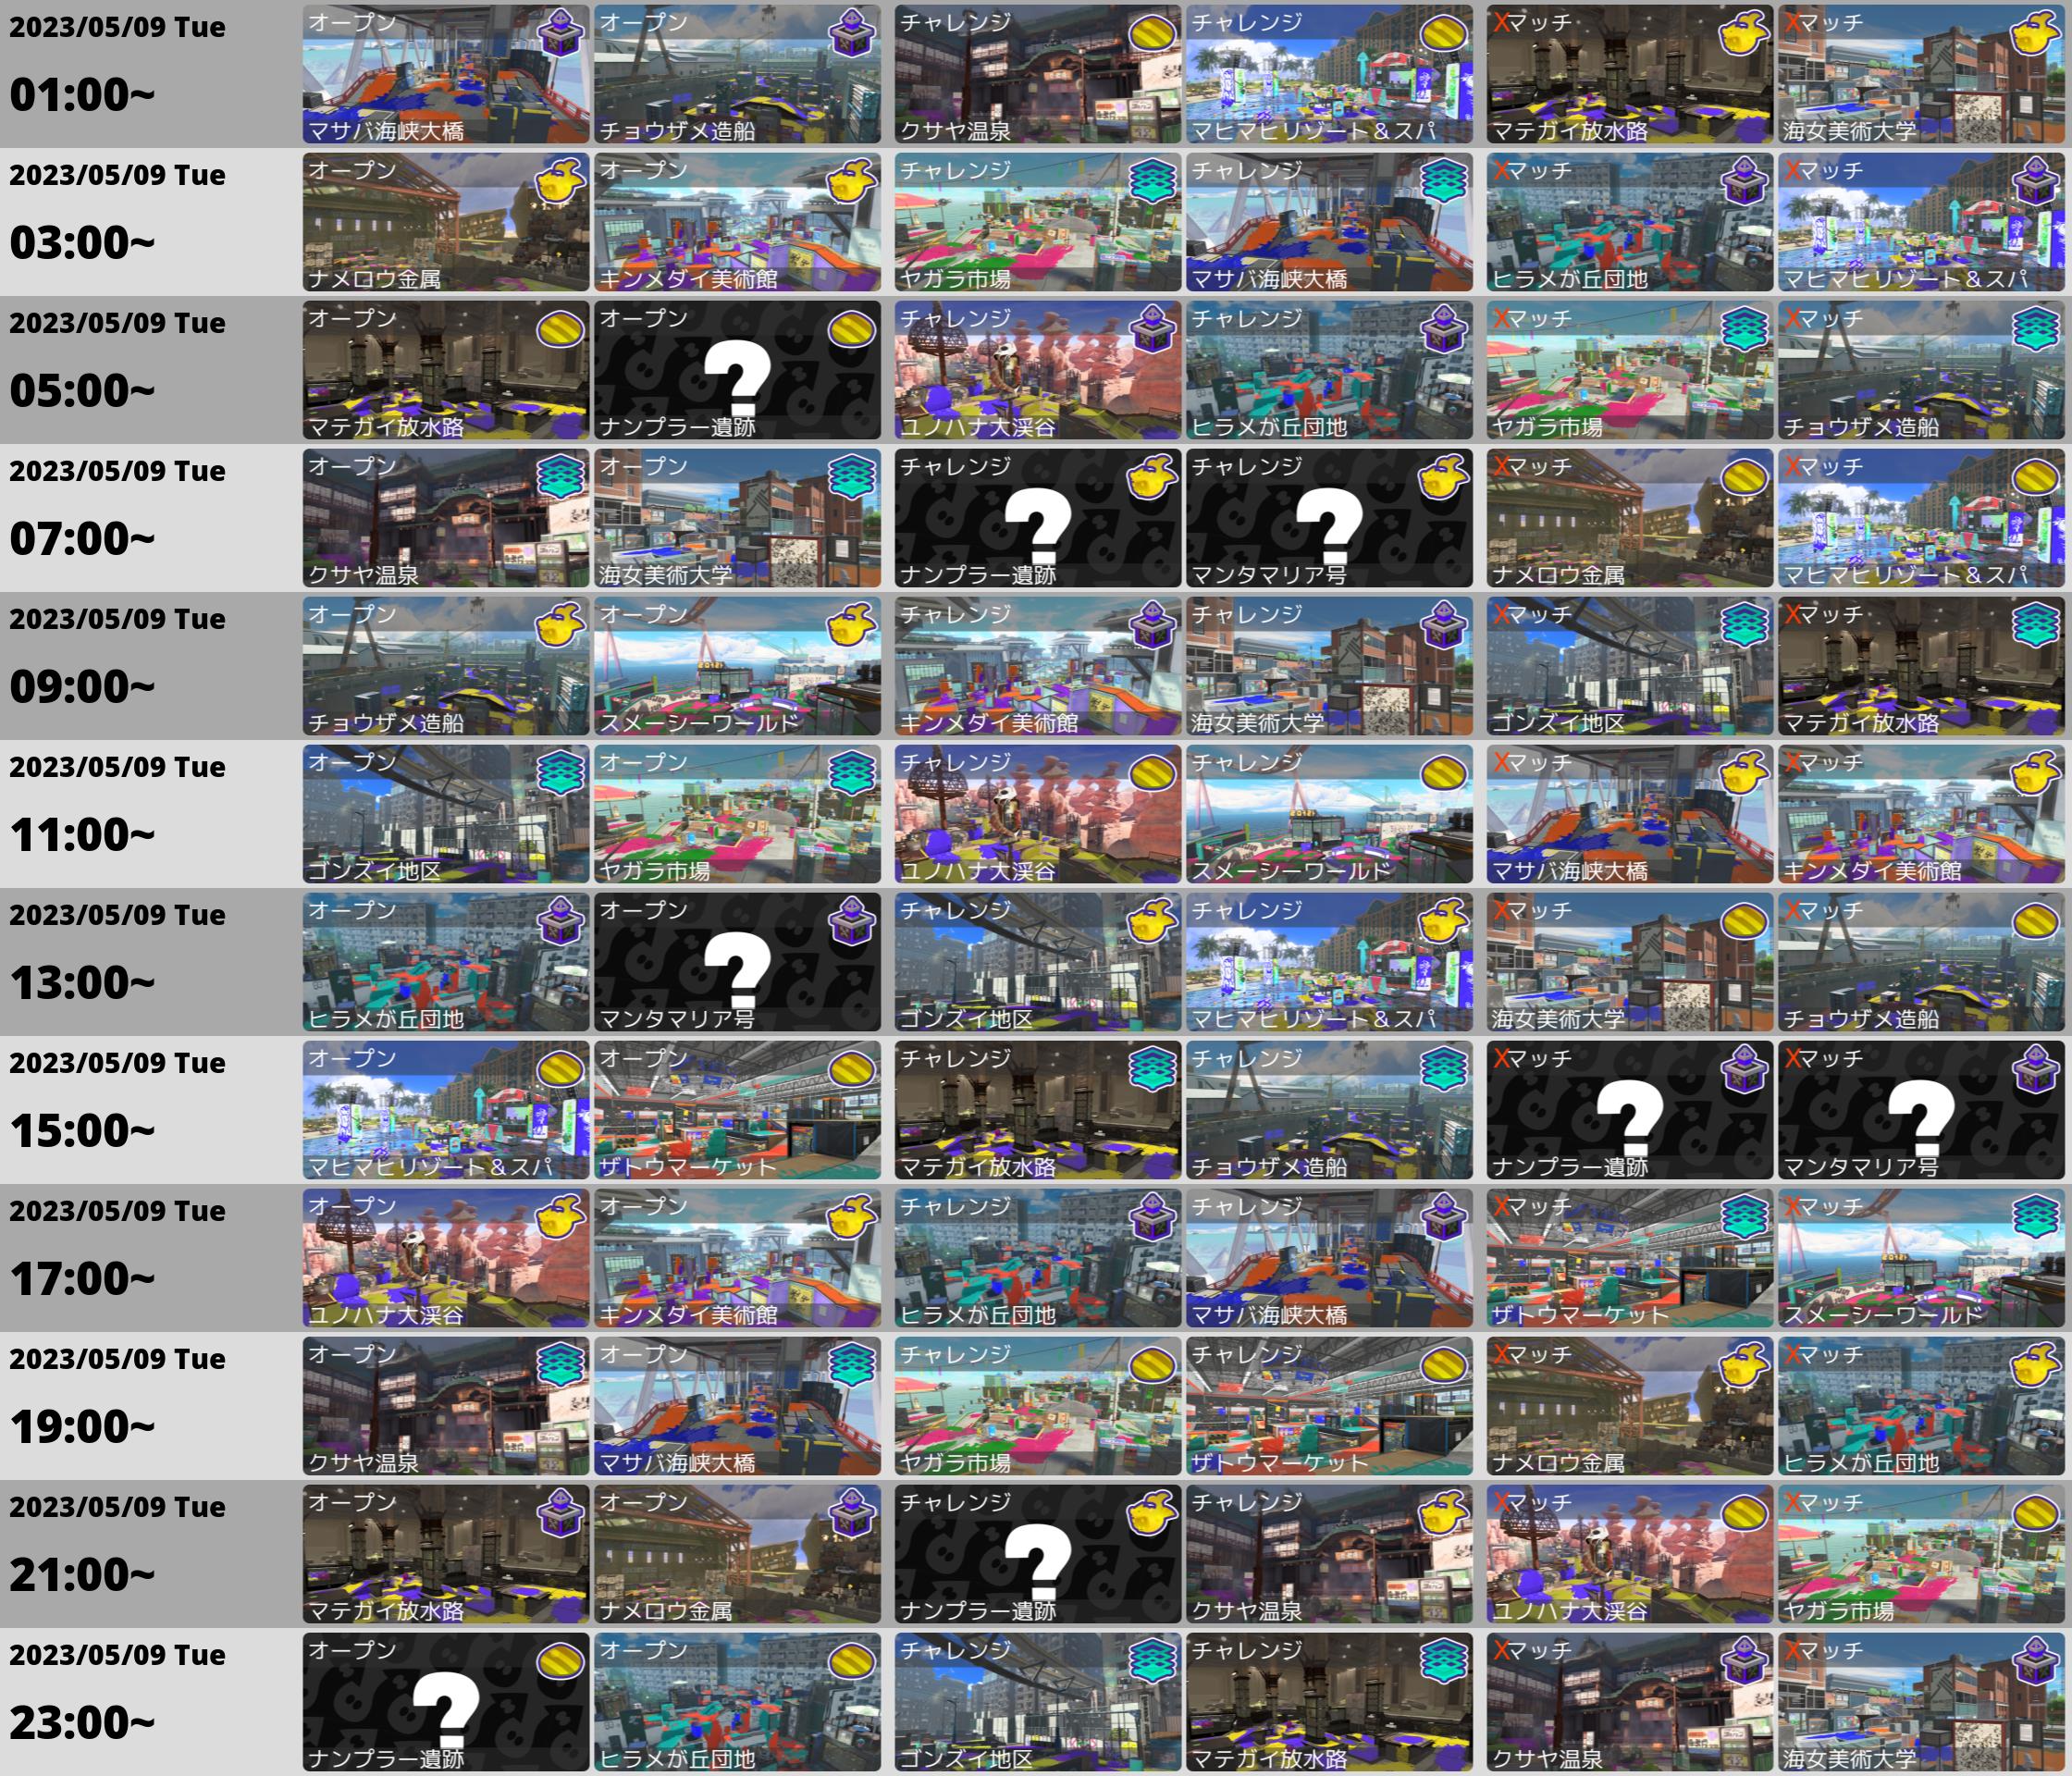 2023/05/09 Tue
01:00~
オープン
マサバ海峡大橋
オープン
チョウザメ造船
チャレンジ
クサヤ温泉
チャレンジ
マヒマヒリゾート&スパ
Xマッチ
マテガイ放水路
Xマッチ
海女美術大学
2023/05/09 Tue
03:00~
オープン
ナメロウ金属
オープン
キンメダイ美術館
チャレンジ
ヤガラ市場
チャレンジ
マサバ海峡大橋
Xマッチ
ヒラメが丘団地
Xマッチ
マヒマヒリゾート&スパ
2023/05/09 Tue
05:00~
オープン
マテガイ放水路
オープン
?
ナンプラー遺跡
チャレンジ
ユノハナ大渓谷
チャレンジ
ヒラメが丘団地
Xマッチ
ヤガラ市場
Xマッチ
チョウザメ造船
2023/05/09 Tue
07:00~
オープン
クサヤ温泉
オープン
海女美術大学
チャレンジ
?
ナンプラー遺跡
チャレンジ
?
マンタマリア号
Xマッチ
ナメロウ金属
Xマッチ
マヒマヒリゾート&スパ
2023/05/09 Tue
09:00~
オープン
チョウザメ造船
オープン
スメーシーワールド
チャレンジ
キンメダイ美術館
チャレンジ
海女美術大学
Xマッチ
ゴンズイ地区
Xマッチ
マテガイ放水路
2023/05/09 Tue
11:00~
オープン
ゴンズイ地区
オープン
ヤガラ市場
チャレンジ
ユノハナ大渓谷
チャレンジ
スメーシーワールド
Xマッチ
マサバ海峡大橋
Xマッチ
キンメダイ美術館
2023/05/09 Tue
13:00~
オープン
ヒラメが丘団地
オープン
?
マンタマリア号
チャレンジ
ゴンズイ地区
チャレンジ
マヒマヒリゾート&スパ
Xマッチ
海女美術大学
Xマッチ
チョウザメ造船
2023/05/09 Tue
15:00~
オープン
マヒマヒリゾート&スパ
オープン
ザトウマーケット
チャレンジ
マテガイ放水路
チャレンジ
チョウザメ造船
Xマッチ
?
ナンプラー遺跡
Xマッチ
?
マンタマリア号
2023/05/09 Tue
17:00~
オープン
ユノハナ大渓谷
オープン
キンメダイ美術館
チャレンジ
ヒラメが丘団地
チャレンジ
マサバ海峡大橋
Xマッチ
ザトウマーケット
Xマッチ
スメーシーワールド
2023/05/09 Tue
19:00~
オープン
クサヤ温泉
オープン
マサバ海峡大橋
チャレンジ
ヤガラ市場
チャレンジ
ザトウマーケット
Xマッチ
ナメロウ金属
Xマッチ
ヒラメが丘団地
2023/05/09 Tue
21:00~
オープン
マテガイ放水路
オープン
ナメロウ金属
チャレンジ
?
ナンプラー遺跡
チャレンジ
クサヤ温泉
Xマッチ
ユノハナ大渓谷
Xマッチ
ヤガラ市場
2023/05/09 Tue
23:00~
オープン
?
ナンプラー遺跡
オープン
ヒラメが丘団地
チャレンジ
ゴンズイ地区
チャレンジ
マテガイ放水路
Xマッチ
クサヤ温泉
Xマッチ
海女美術大学